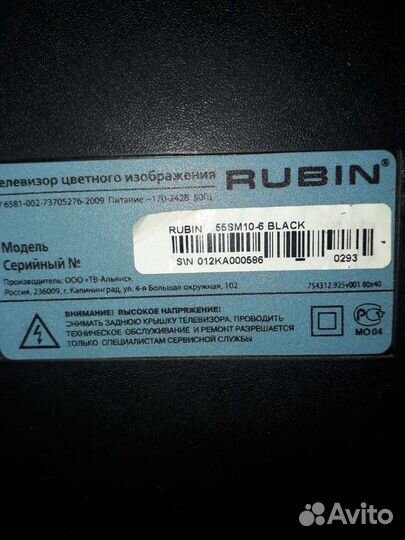 елевизор цветного изображения RUBIN®
6581-002-73705276-2009 Питание ~170-242В 50Гц
RUBIN 55SM10-6 BLACK
Модель
Серийный №
S\N 012KA000586 0293
Производитель: ООО «ТВ-Альянс»
Россия, 236009, г. Калининград, ул. 4-я Большая окружная, 102
7S4312.925v001 80x40
ВНИМАНИЕ! ВЫСОКОЕ НАПРЯЖЕНИЕ!
СНИМАТЬ ЗАДНЮЮ КРЫШКУ ТЕЛЕВИЗОРА, ПРОВОДИТЬ
ТЕХНИЧЕСКОЕ ОБСЛУЖИВАНИЕ И РЕМОНТ РАЗРЕШАЕТСЯ
ТОЛЬКО СПЕЦИАЛИСТАМ СЕРВИСНОЙ СЛУЖБЫ
МО04
Avito